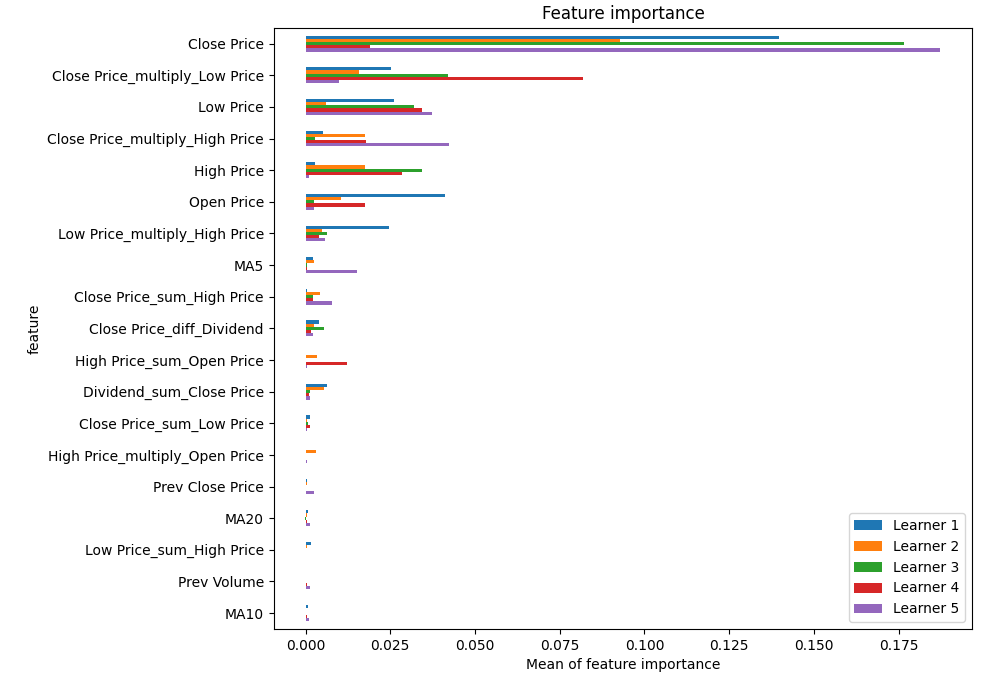 Feature importance
Close Price
Close Price_multiply_Low Price
Low Price
Close Price_multiply_High Price
High Price
Open Price
Low Price_multiply_High Price
MA5
Close Price_sum_High Price
Close Price_diff_Dividend
High Price_sum_Open Price
Dividend_sum_Close Price
Close Price_sum_Low Price
High Price_multiply_Open Price
Prev Close Price
MA20
Low Price_sum_High Price
Prev Volume
MA10
feature
Learner 1
Learner 2
Learner 3
Learner 4
Learner 5
0.000 0.025 0.050 0.075 0.100 0.125 0.150 0.175
Mean of feature importance